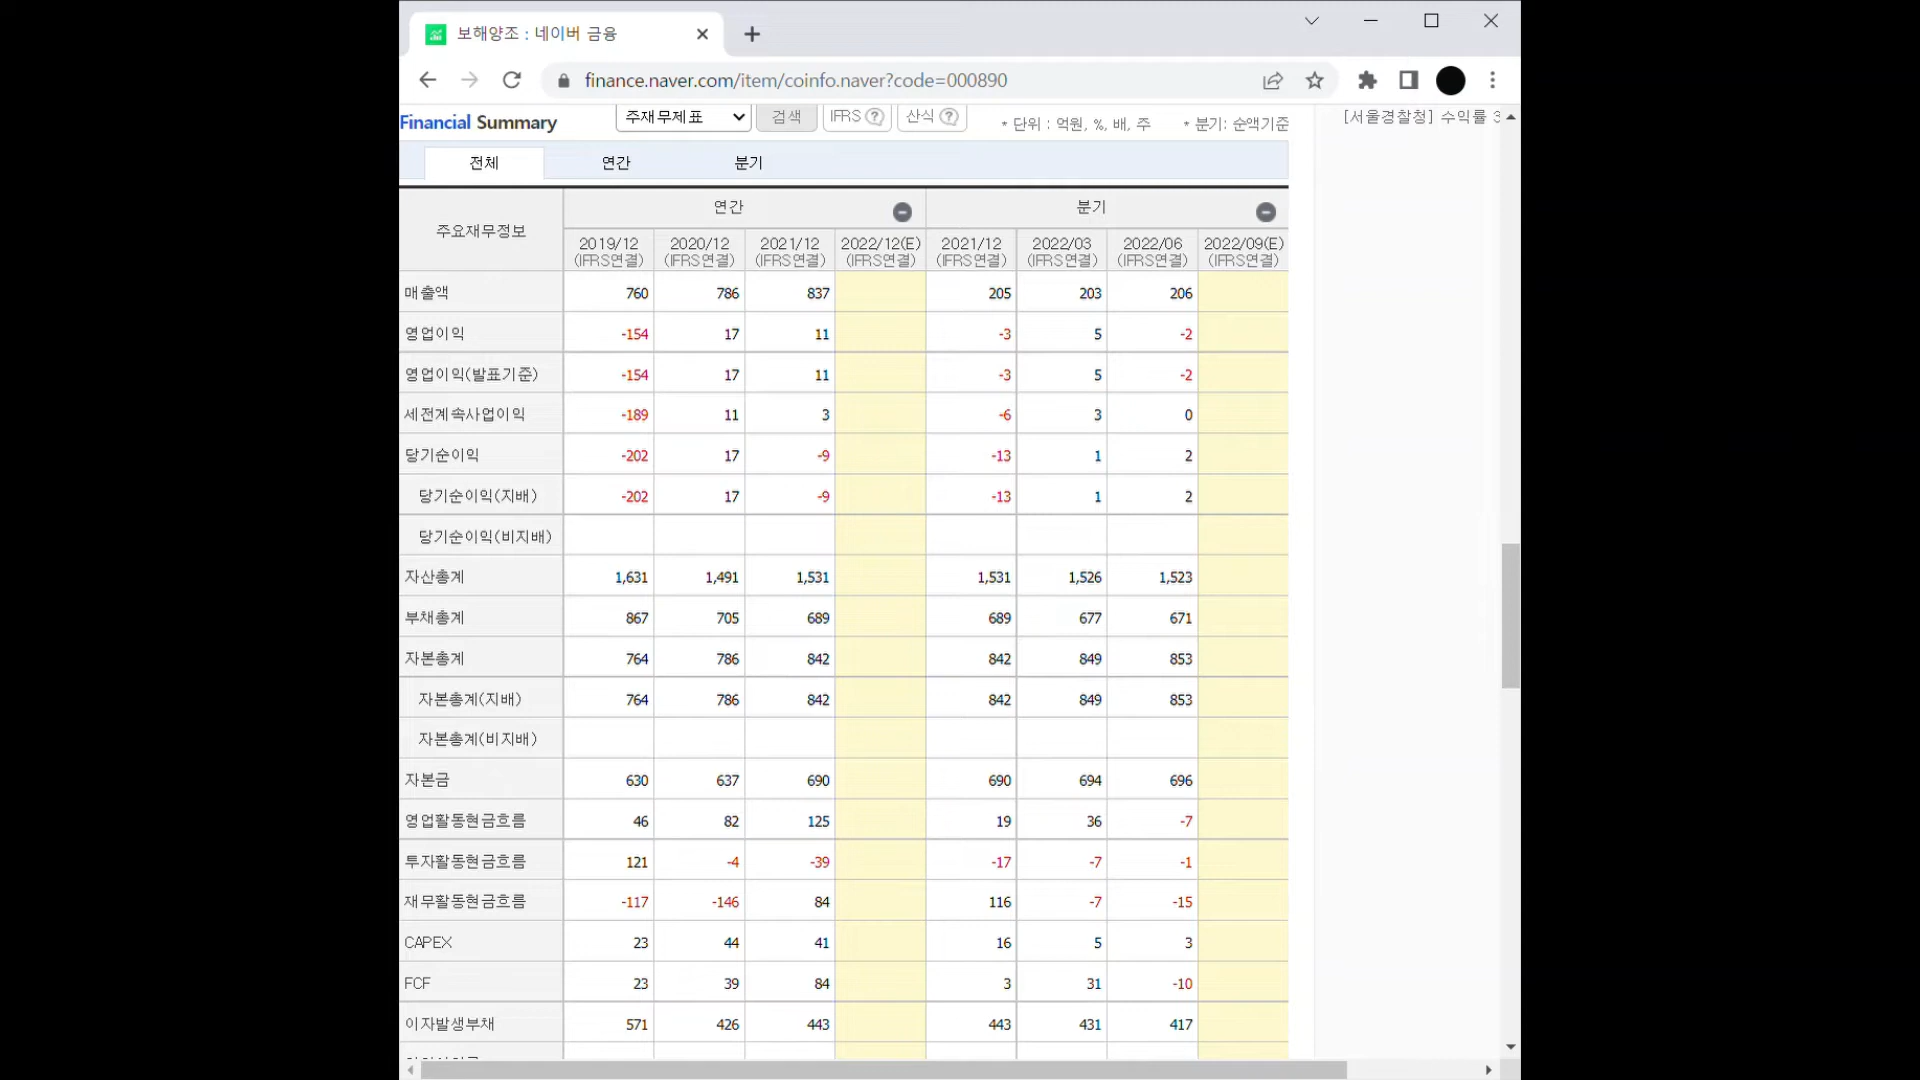 보해양조 : 네이버 금융
finance.naver.com/item/coinfo.naver?code=000890
Financial Summary 주재무제표 검색 IFRS ? 산식 ? * 단위 : 억원, %, 배, 주 * 분기: 순액기준
[서울경찰청] 수익률
전체 연간 분기
주요재무정보 연간 분기
2019/12 2020/12 2021/12 2022/12(E) 2021/12 2022/03 2022/06 2022/09(E)
(IFRS연결) (IFRS연결) (IFRS연결) (IFRS연결) (IFRS연결) (IFRS연결) (IFRS연결) (IFRS연결)
매출액 760 786 837 205 203 206
영업이익 -154 17 11 -3 5 -2
영업이익(발표기준) -154 17 11 -3 5 -2
세전계속사업이익 -189 11 3 -6 3 0
당기순이익 -202 17 -9 -13 1 2
당기순이익(지배) -202 17 -9 -13 1 2
당기순이익(비지배)
자산총계 1,631 1,491 1,531 1,531 1,526 1,523
부채총계 867 705 689 689 677 671
자본총계 764 786 842 842 849 853
자본총계(지배) 764 786 842 842 849 853
자본총계(비지배)
자본금 630 637 690 690 694 696
영업활동현금흐름 46 82 125 19 36 -7
투자활동현금흐름 121 -4 -39 -17 -7 -1
재무활동현금흐름 -117 -146 84 116 -7 -15
CAPEX 23 44 41 16 5 3
FCF 23 39 84 3 31 -10
이자발생부채 571 426 443 443 431 417